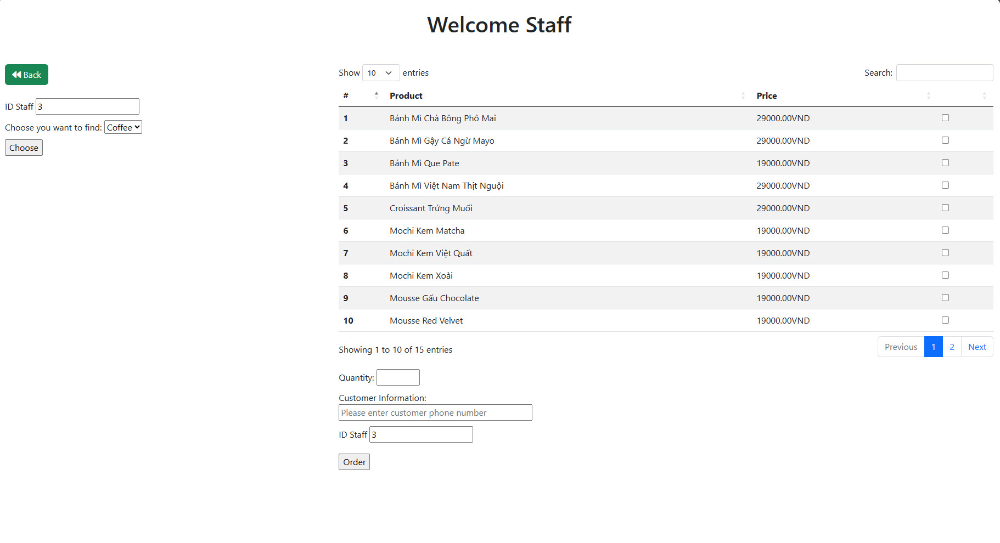 Welcome Staff
Back
ID Staff 3
Choose you want to find: Coffee
Choose
Show 10 entries
Search:
# Product Price
1 Bánh Mì Chà Bông Phô Mai 29000.00VND
2 Bánh Mì Gậy Cá Ngừ Mayo 29000.00VND
3 Bánh Mì Que Pate 19000.00VND
4 Bánh Mì Việt Nam Thịt Nguội 29000.00VND
5 Croissant Trứng Muối 29000.00VND
6 Mochi Kem Matcha 19000.00VND
7 Mochi Kem Việt Quất 19000.00VND
8 Mochi Kem Xoài 19000.00VND
9 Mousse Gấu Chocolate 19000.00VND
10 Mousse Red Velvet 19000.00VND
Showing 1 to 10 of 15 entries
Previous 1 2 Next
Quantity:
Customer Information:
Please enter customer phone number
ID Staff 3
Order